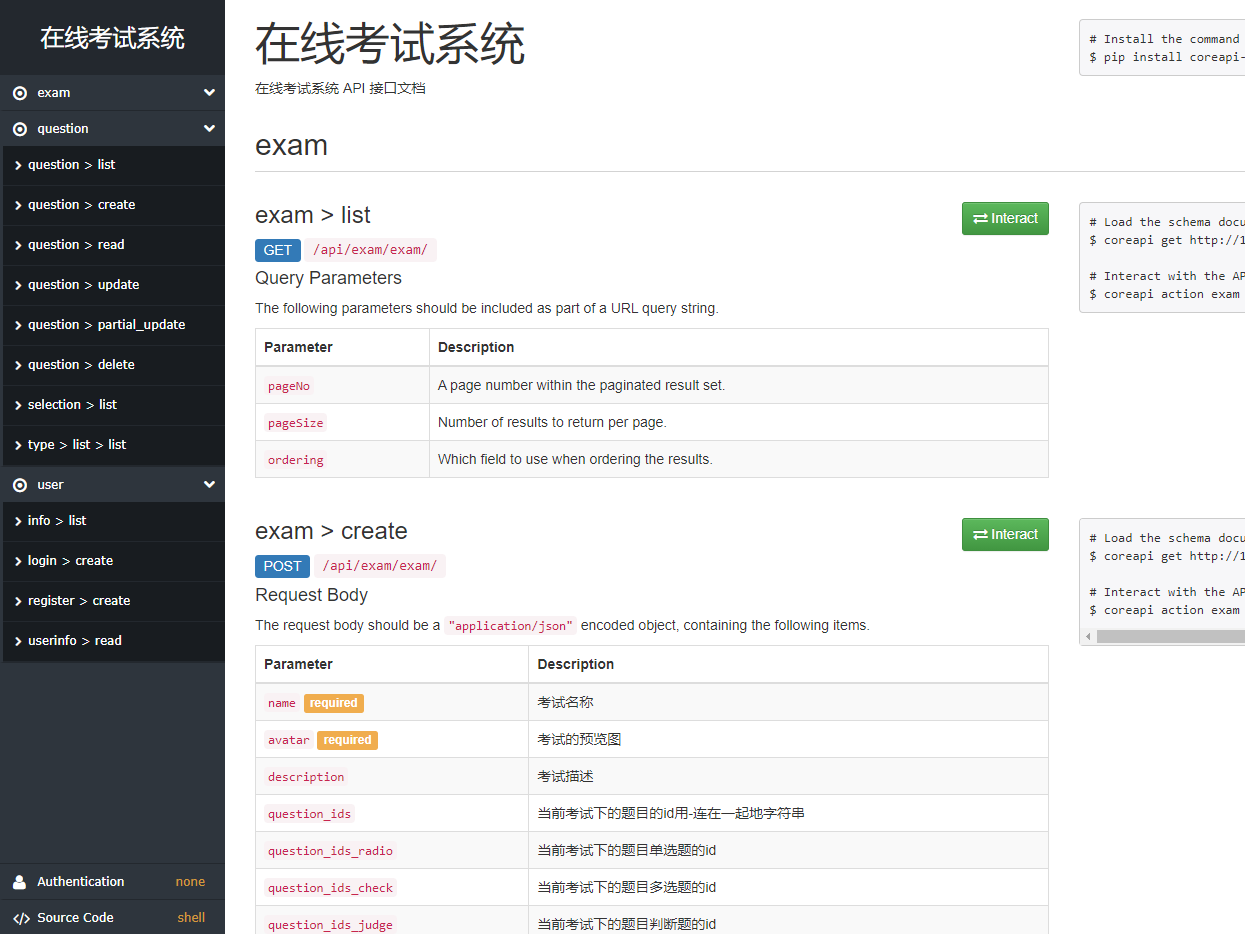 在线考试系统
exam
question
question > list
question > create
question > read
question > update
question > partial_update
question > delete
selection > list
type > list > list
user
info > list
login > create
register > create
userinfo > read
Authentication none
Source Code shell
在线考试系统
在线考试系统 API 接口文档
exam
exam > list
Interact
GET /api/exam/exam/
Query Parameters
The following parameters should be included as part of a URL query string.
Parameter Description
pageNo A page number within the paginated result set.
pageSize Number of results to return per page.
ordering Which field to use when ordering the results.
exam > create
Interact
POST /api/exam/exam/
Request Body
The request body should be a "application/json" encoded object, containing the following items.
Parameter Description
name required 考试名称
avatar required 考试的预览图
description 考试描述
question_ids 当前考试下的题目的id用-连在一起地字符串
question_ids_radio 当前考试下的题目单选题的id
question_ids_check 当前考试下的题目多选题的id
question_ids_judge 当前考试下的题目判断题的id
# Install the command
$ pip install coreapi-
# Load the schema docu
$ coreapi get http://1
# Interact with the AP
$ coreapi action exam
# Load the schema docu
$ coreapi get http://1
# Interact with the AP
$ coreapi action exam